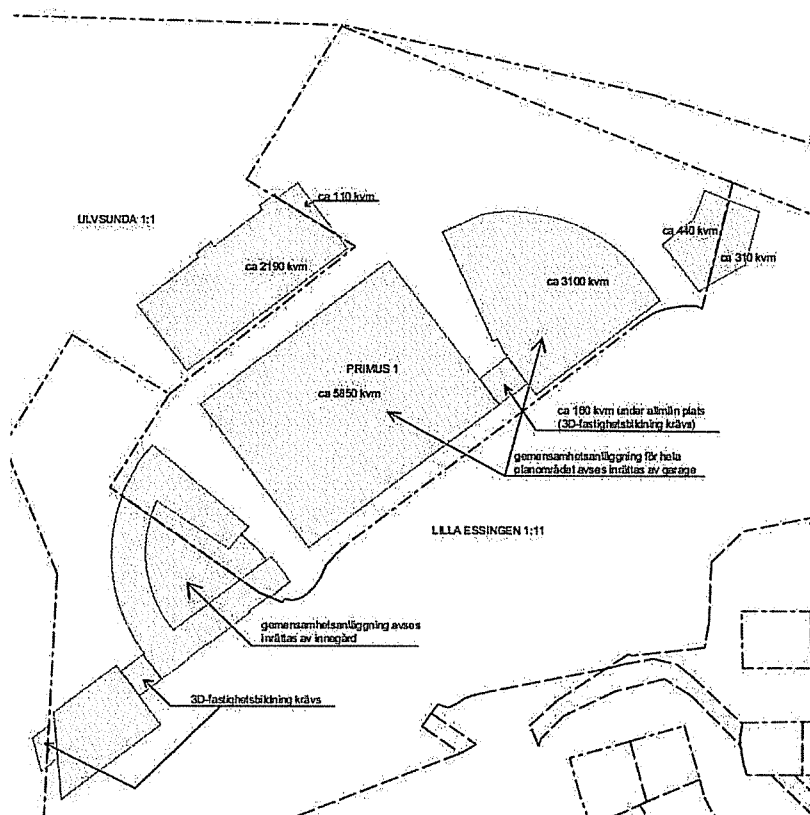 ca 110 kvm
ULVSUNDA 1:1
ca 440 kvm
ca 310 kvm
ca 2190 kvm
ca 3100 kvm
PRIMUS 1
ca 5850 kvm
ca 160 kvm under allmän plats
(3D-fastighetsbildning krävs)
gemensamhetsanläggning för hela
planområdet avses inrättas av garage
LILLA ESSINGEN 1:11
gemensamhetsanläggning avses
inrättas av innegård
3D-fastighetsbildning krävs